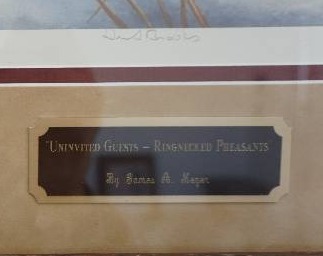 Uninvited Guests – Ringnecked Pheasants
By James A. Meger